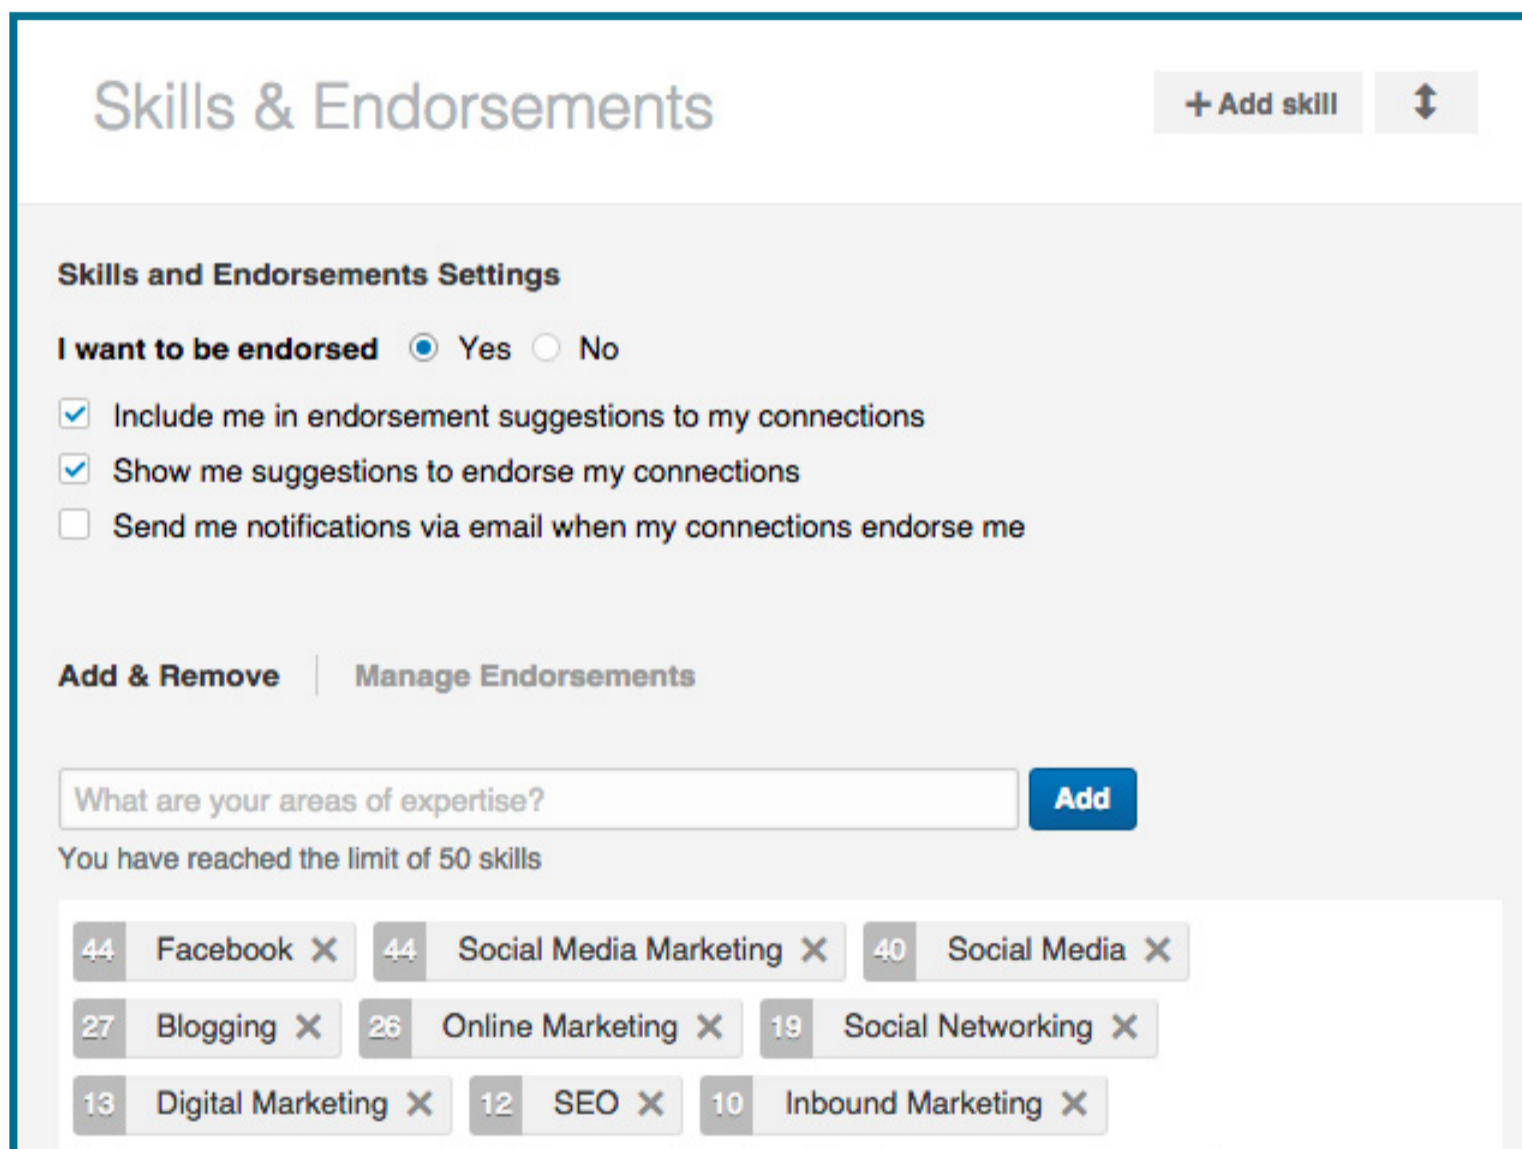 Skills & Endorsements
+ Add skill
Skills and Endorsements Settings
I want to be endorsed Yes No
Include me in endorsement suggestions to my connections
Show me suggestions to endorse my connections
Send me notifications via email when my connections endorse me
Add & Remove Manage Endorsements
What are your areas of expertise? Add
You have reached the limit of 50 skills
44 Facebook 44 Social Media Marketing 40 Social Media
27 Blogging 26 Online Marketing 19 Social Networking
13 Digital Marketing 12 SEO 10 Inbound Marketing